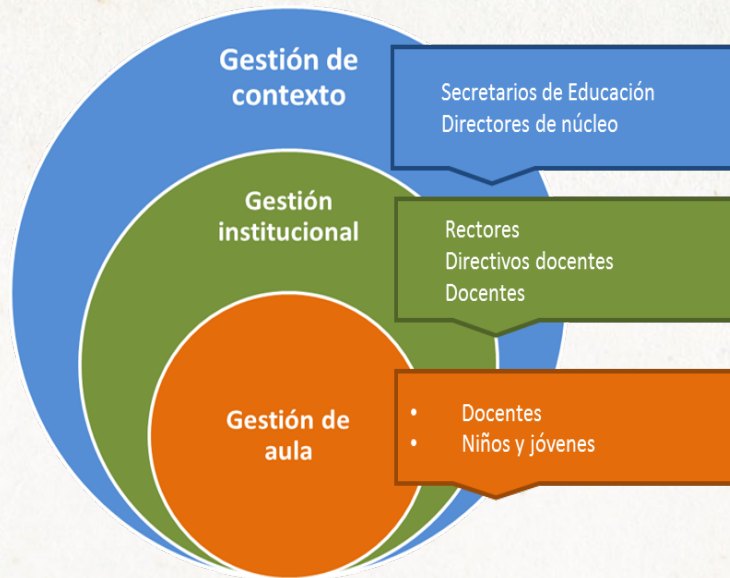 Gestión de
contexto
Secretarios de Educación
Directores de núcleo
Gestión
institucional
Rectores
Directivos docentes
Docentes
Gestión de
aula
• Docentes
• Niños y jóvenes